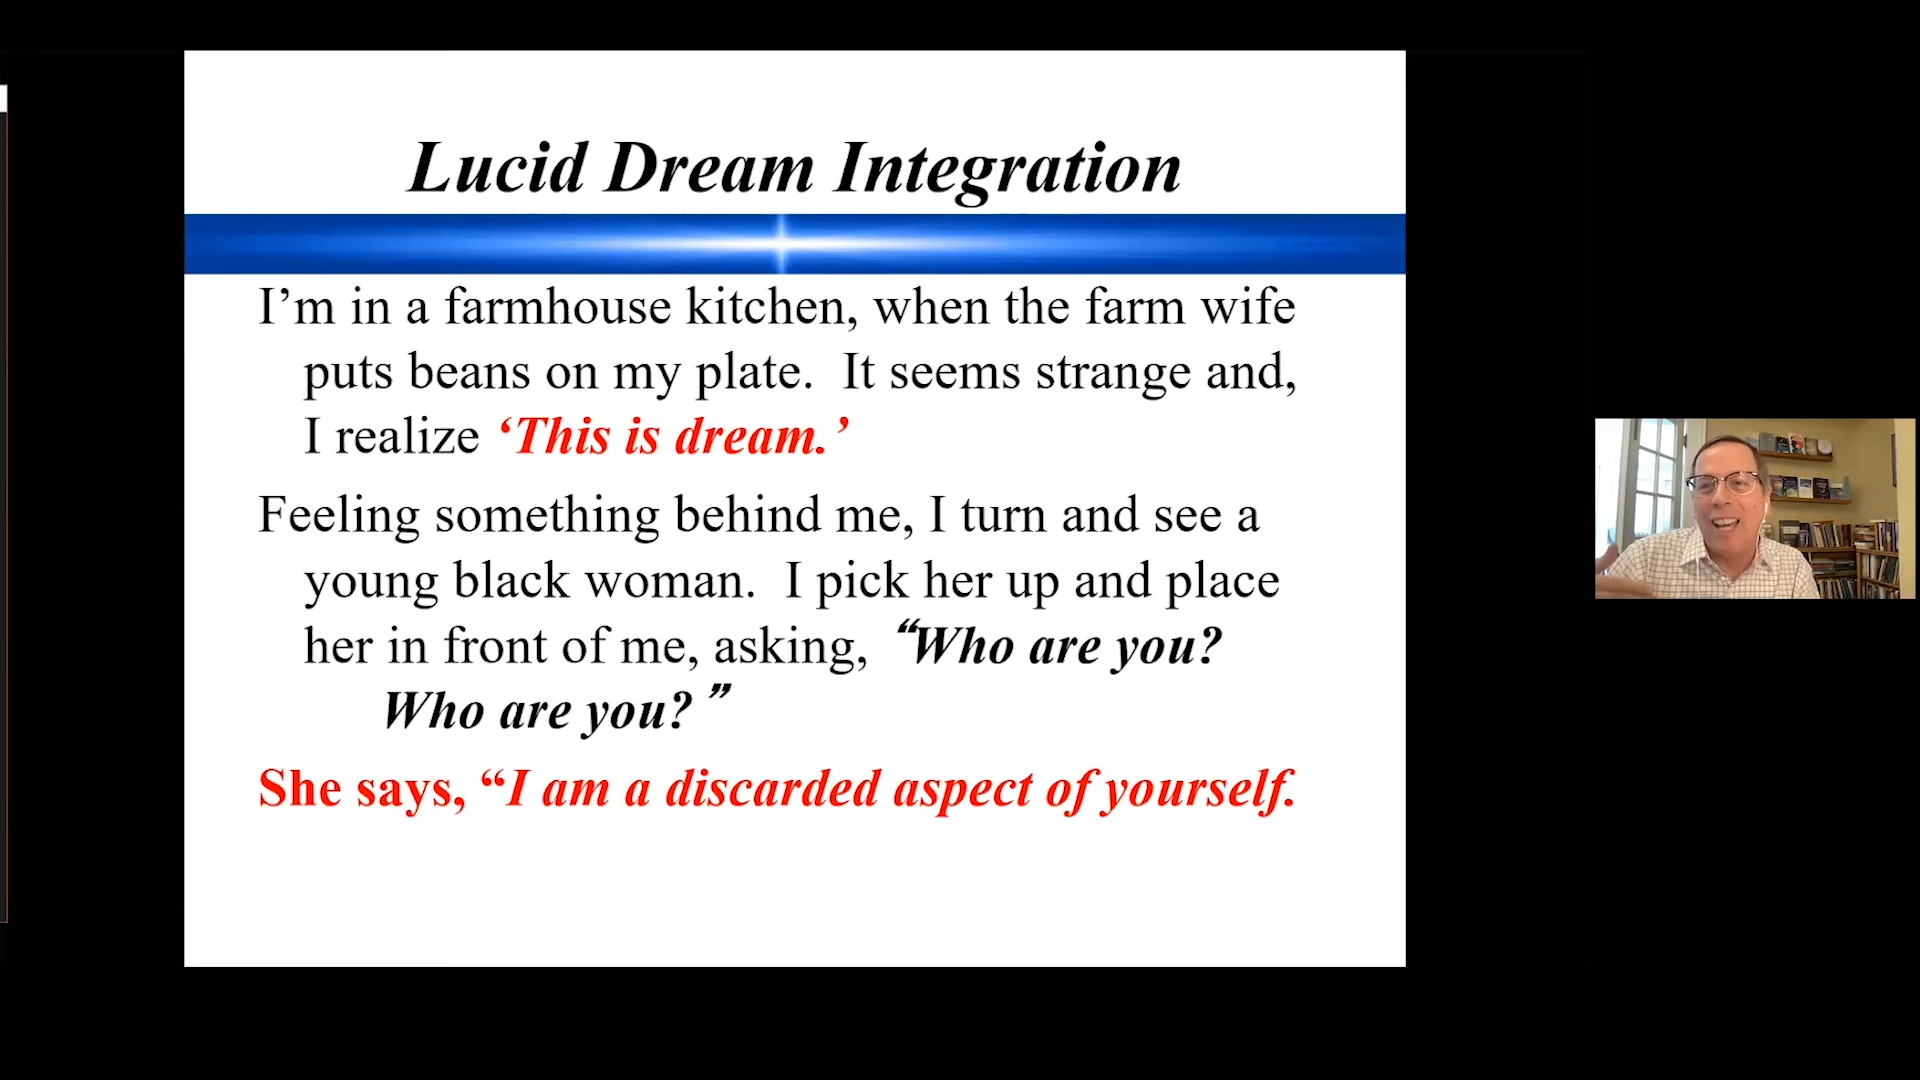 Lucid Dream Integration
I’m in a farmhouse kitchen, when the farm wife
puts beans on my plate.  It seems strange and,
I realize ‘This is dream.’
Feeling something behind me, I turn and see a
young black woman.  I pick her up and place
her in front of me, asking, “Who are you?
Who are you?”
She says, “I am a discarded aspect of yourself.